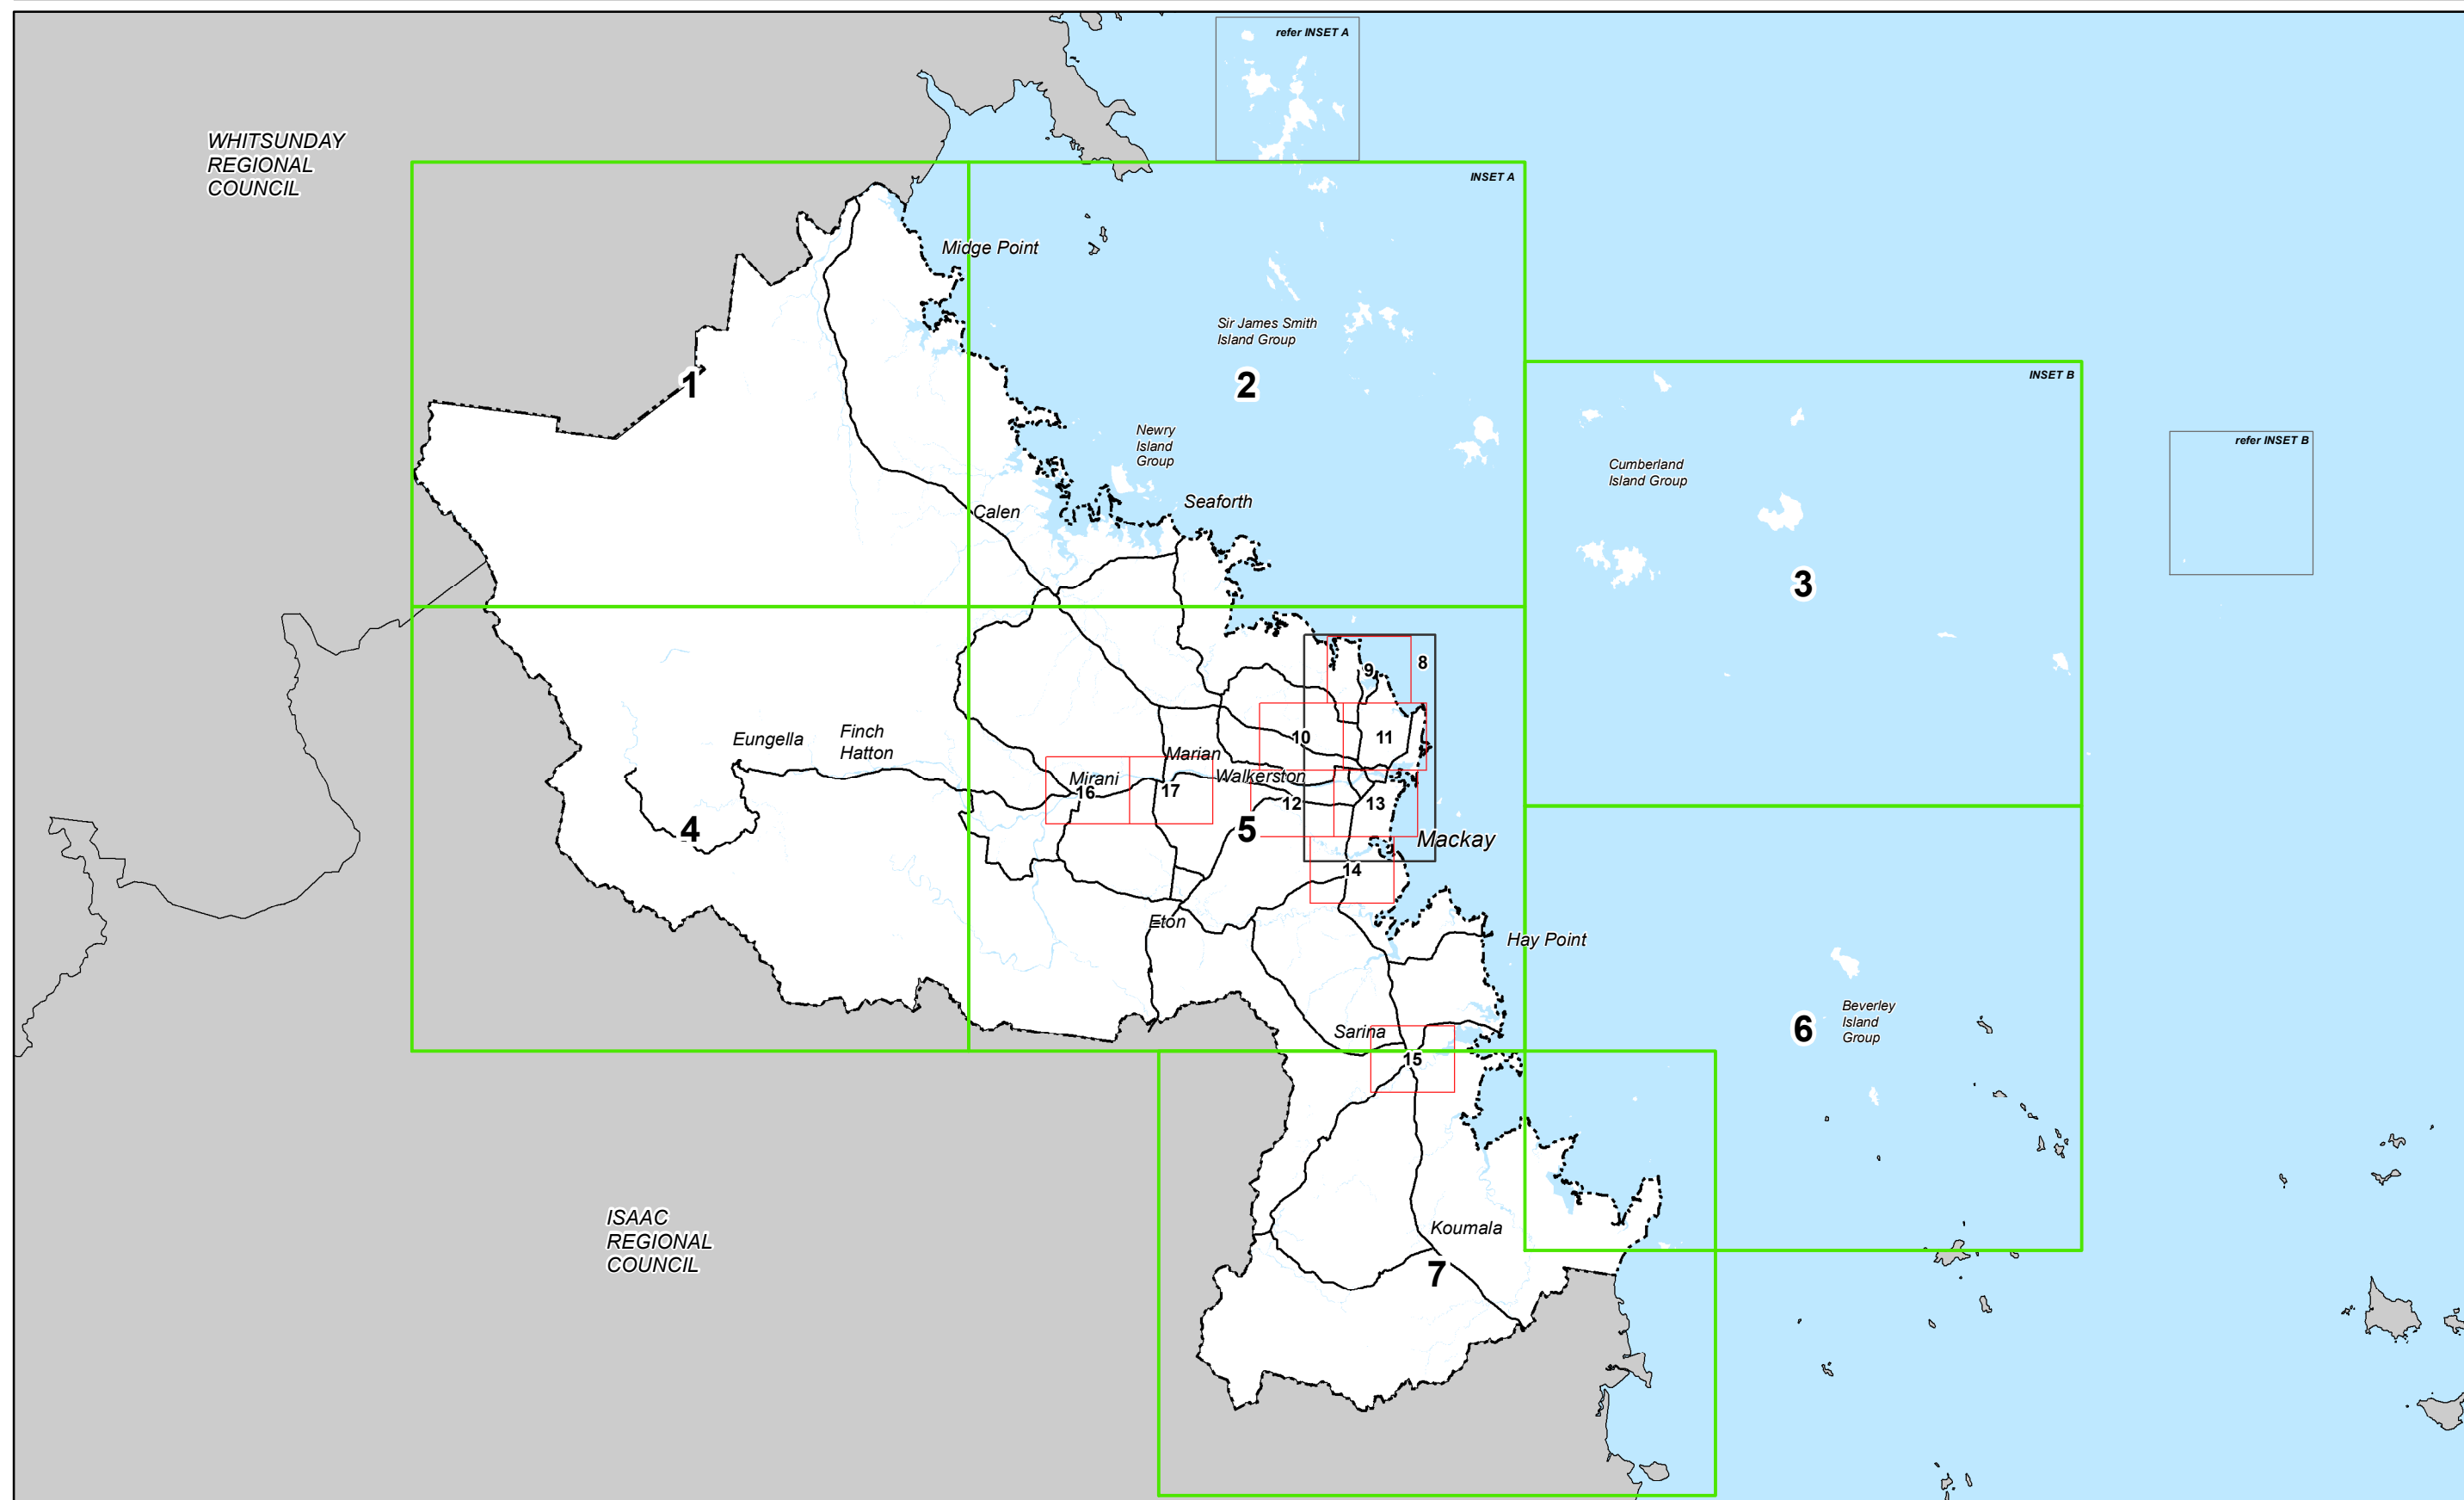 refer INSET A
WHITSUNDAY
REGIONAL
COUNCIL
INSET A
Midge Point
Sir James Smith
Island Group
1
2
INSET B
Newry
Island
Group
refer INSET B
Cumberland
Island Group
Seaforth
Calen
3
9
8
Eungella
Finch
Hatton
Marian
10
11
Mirani
Walkerston
16
17
12
13
4
5
Mackay
14
Eton
Hay Point
Sarina
6
Beverley
Island
Group
15
ISAAC
REGIONAL
COUNCIL
Koumala
7